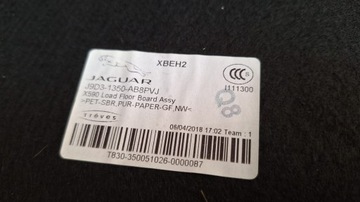 XBEH2
JAGUAR
CCC
I111300
J9D3-1350-AB8PVJ
X590 Load Floor Board Assy
>PET-SBR,PUR-PAPER-GF,NW<
Q8
TREVES
06/04/2018 17:02 Team : 1
T830-350051026-0000087